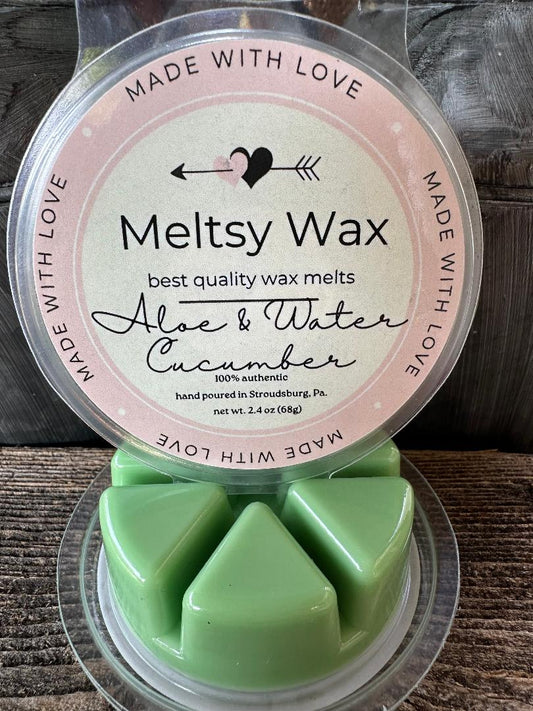 MADE WITH LOVE
MADE WITH LOVE
MADE WITH LOVE
Meltsy Wax
best quality wax melts
Aloe & Water
Cucumber
100% authentic
hand poured in Stroudsburg, Pa.
net wt. 2.4 oz (68g)
MADE WITH LOVE